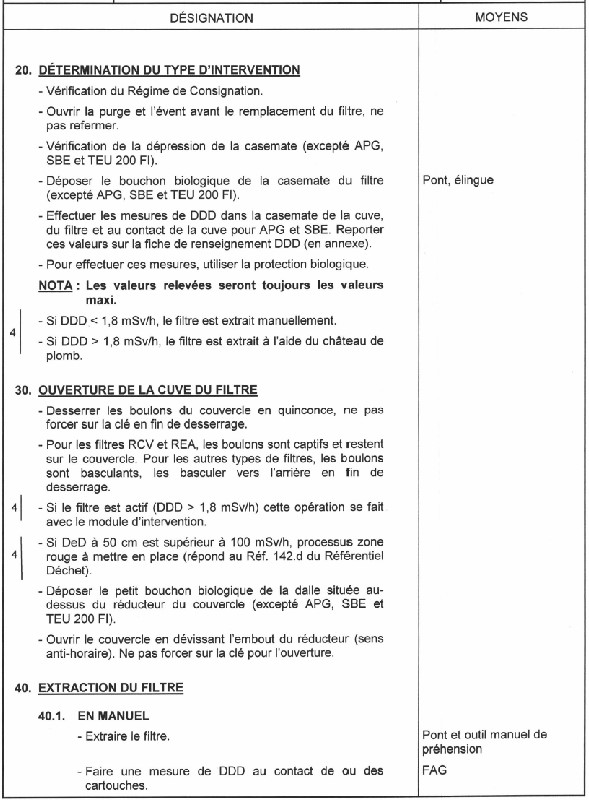 DÉSIGNATION
MOYENS
20. DÉTERMINATION DU TYPE D'INTERVENTION
- Vérification du Régime de Consignation.
- Ouvrir la purge et l'évent avant le remplacement du filtre, ne
pas refermer.
- Vérification de la dépression de la casemate (excepté APG,
SBE et TEU 200 FI).
- Déposer le bouchon biologique de la casemate du filtre
(excepté APG, SBE et TEU 200 FI).
Pont, élingue
- Effectuer les mesures de DDD dans la casemate de la cuve,
du filtre et au contact de la cuve pour APG et SBE. Reporter
ces valeurs sur la fiche de renseignement DDD (en annexe).
- Pour effectuer ces mesures, utiliser la protection biologique.
NOTA : Les valeurs relevées seront toujours les valeurs
maxi.
- Si DDD < 1,8 mSv/h, le filtre est extrait manuellement.
4
- Si DDD > 1,8 mSv/h, le filtre est extrait à l'aide du château de
plomb.
30. OUVERTURE DE LA CUVE DU FILTRE
- Desserrer les boulons du couvercle en quinconce, ne pas
forcer sur la clé en fin de desserrage.
- Pour les filtres RCV et REA, les boulons sont captifs et restent
sur le couvercle. Pour les autres types de filtres, les boulons
sont basculants, les basculer vers l'arrière en fin de
desserrage.
4 - Si le filtre est actif (DDD > 1,8 mSv/h) cette opération se fait
avec le module d'intervention.
- Si DeD à 50 cm est supérieur à 100 mSv/h, processus zone
4 rouge à mettre en place (répond au Réf. 142.d du Référentiel
Déchet).
- Déposer le petit bouchon biologique de la dalle située au-
dessus du réducteur du couvercle (excepté APG, SBE et
TEU 200 FI).
- Ouvrir le couvercle en dévissant l'embout du réducteur (sens
anti-horaire). Ne pas forcer sur la clé pour l'ouverture.
40. EXTRACTION DU FILTRE
40.1. EN MANUEL
- Extraire le filtre.
Pont et outil manuel de
préhension
- Faire une mesure de DDD au contact de ou des
cartouches.
FAG